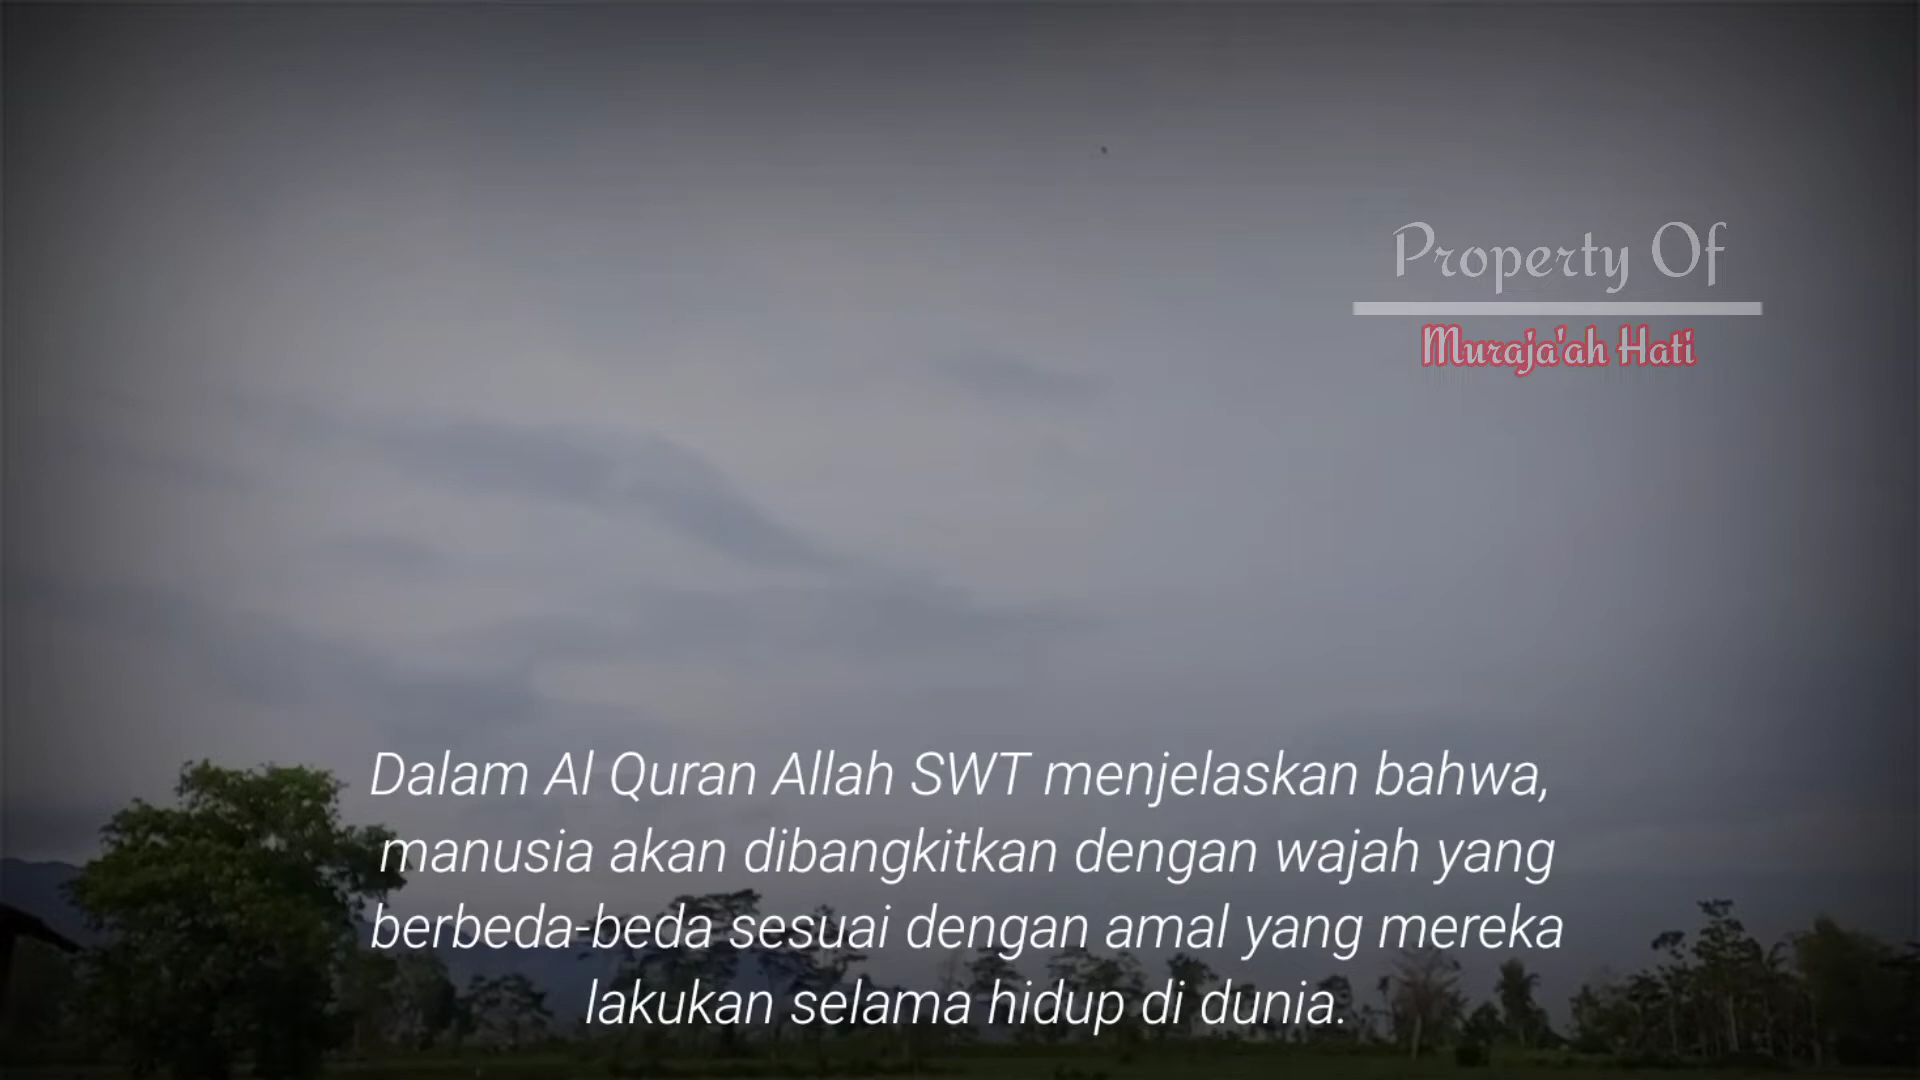 Property Of
Muraja'ah Hati
Dalam Al Quran Allah SWT menjelaskan bahwa,
manusia akan dibangkitkan dengan wajah yang
berbeda-beda sesuai dengan amal yang mereka
lakukan selama hidup di dunia.